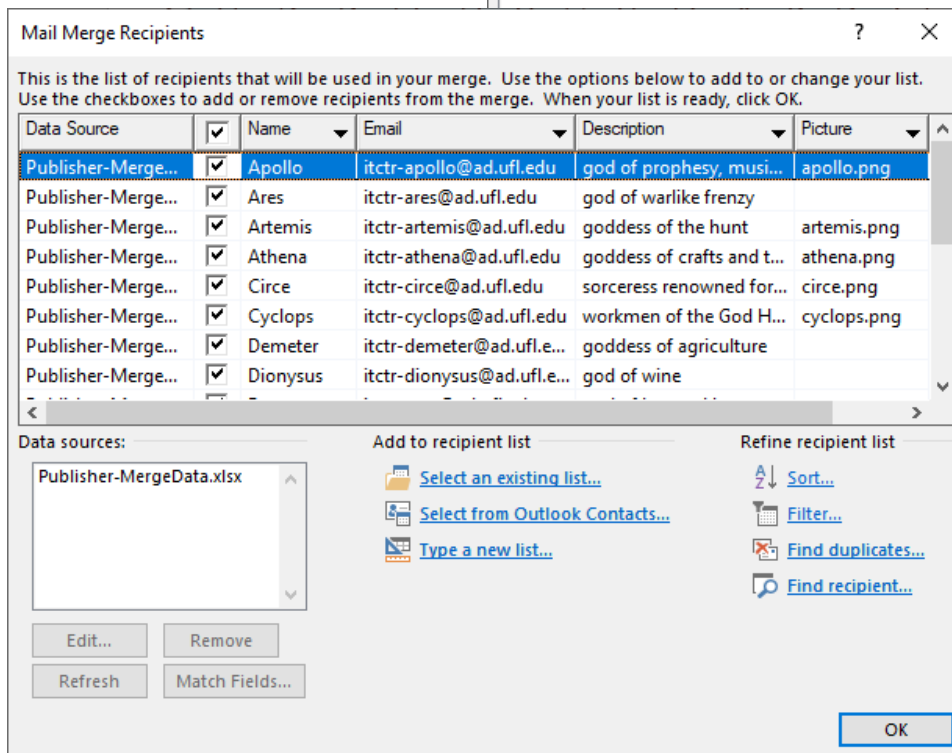 Mail Merge Recipients
?
This is the list of recipients that will be used in your merge. Use the options below to add to or change your list.
Use the checkboxes to add or remove recipients from the merge. When your list is ready, click OK.
Data Source Name Email Description Picture
Publisher-Merge... Apollo itctr-apollo@ad.ufl.edu god of prophesy, musi... apollo.png
Publisher-Merge... Ares itctr-ares@ad.ufl.edu god of warlike frenzy
Publisher-Merge... Artemis itctr-artemis@ad.ufl.edu goddess of the hunt artemis.png
Publisher-Merge... Athena itctr-athena@ad.ufl.edu goddess of crafts and t... athena.png
Publisher-Merge... Circe itctr-circe@ad.ufl.edu sorceress renowned for... circe.png
Publisher-Merge... Cyclops itctr-cyclops@ad.ufl.edu workmen of the God H... cyclops.png
Publisher-Merge... Demeter itctr-demeter@ad.ufl.e... goddess of agriculture
Publisher-Merge... Dionysus itctr-dionysus@ad.ufl.e... god of wine
Data sources:
Publisher-MergeData.xlsx
Edit... Remove
Refresh Match Fields...
Add to recipient list
Select an existing list...
Select from Outlook Contacts...
Type a new list...
Refine recipient list
Sort...
Filter...
Find duplicates...
Find recipient...
OK